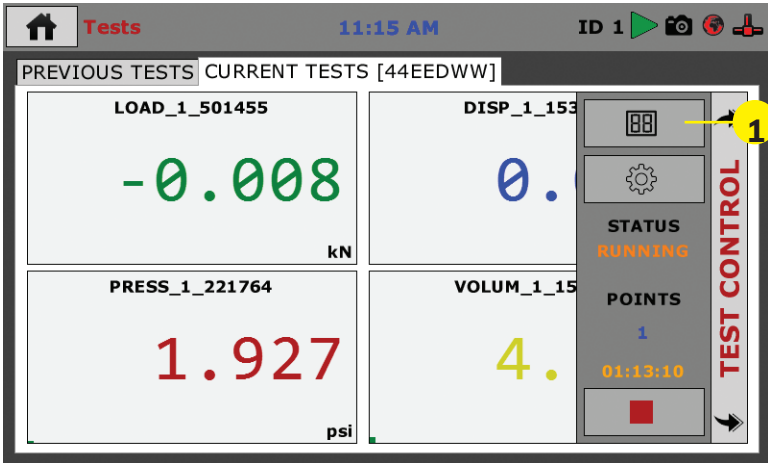 Tests 11:15 AM ID 1
PREVIOUS TESTS CURRENT TESTS [44EEDWW]
LOAD_1_501455
-0.008
kN
DISP_1_153
0.
PRESS_1_221764
1.927
psi
VOLUM_1_15
4.
88
STATUS
RUNNING
POINTS
1
01:13:10
TEST CONTROL
1